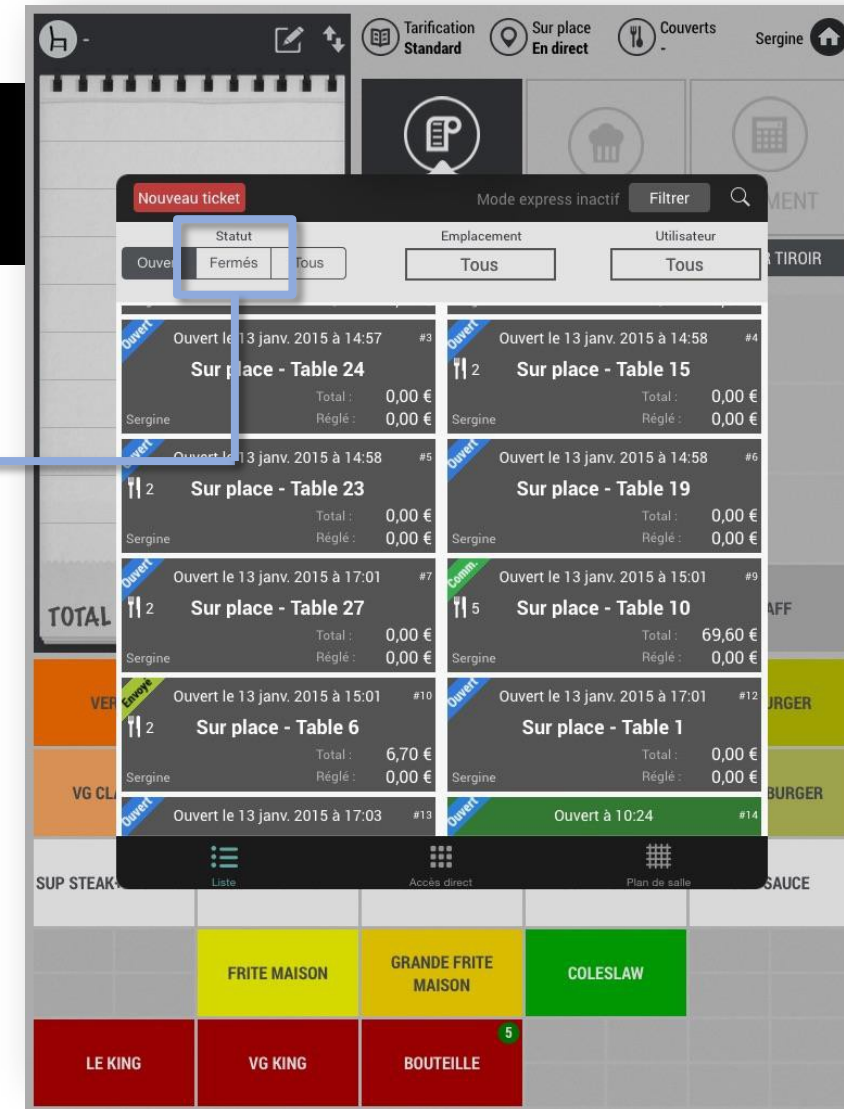 -
Tarification
Standard
Sur place
En direct
Couverts
-
Sergine
MENT
TIROIR
Nouveau ticket
Mode express inactif
Filtrer
Statut
Fermés
Tous
Emplacement
Tous
Utilisateur
Tous
Ouvert
Ouvert le 13 janv. 2015 à 14:57 #3
Sur place - Table 24
Total : 0,00 €
Sergine Réglé : 0,00 €
Ouvert
Ouvert le 13 janv. 2015 à 14:58 #4
2 Sur place - Table 15
Total : 0,00 €
Sergine Réglé : 0,00 €
Ouvert
Ouvert le 13 janv. 2015 à 14:58 #5
2 Sur place - Table 23
Total : 0,00 €
Sergine Réglé : 0,00 €
Ouvert
Ouvert le 13 janv. 2015 à 14:58 #6
Sur place - Table 19
Total : 0,00 €
Sergine Réglé : 0,00 €
Ouvert
Ouvert le 13 janv. 2015 à 17:01 #7
2 Sur place - Table 27
Total : 0,00 €
Sergine Réglé : 0,00 €
Comm.
Ouvert le 13 janv. 2015 à 15:01 #9
5 Sur place - Table 10
Total : 69,60 €
Sergine Réglé : 0,00 €
Envoyé
Ouvert le 13 janv. 2015 à 15:01 #10
2 Sur place - Table 6
Total : 6,70 €
Sergine Réglé : 0,00 €
Ouvert
Ouvert le 13 janv. 2015 à 17:01 #12
Sur place - Table 1
Total : 0,00 €
Sergine Réglé : 0,00 €
Ouvert
Ouvert le 13 janv. 2015 à 17:03 #13
Ouvert
Ouvert à 10:24 #14
Liste
Accès direct
Plan de salle
TOTAL
VG
SUP STEAK
SAUCE
BURGER
FRITE MAISON
GRANDE FRITE
MAISON
COLESLAW
LE KING
VG KING
BOUTEILLE
5